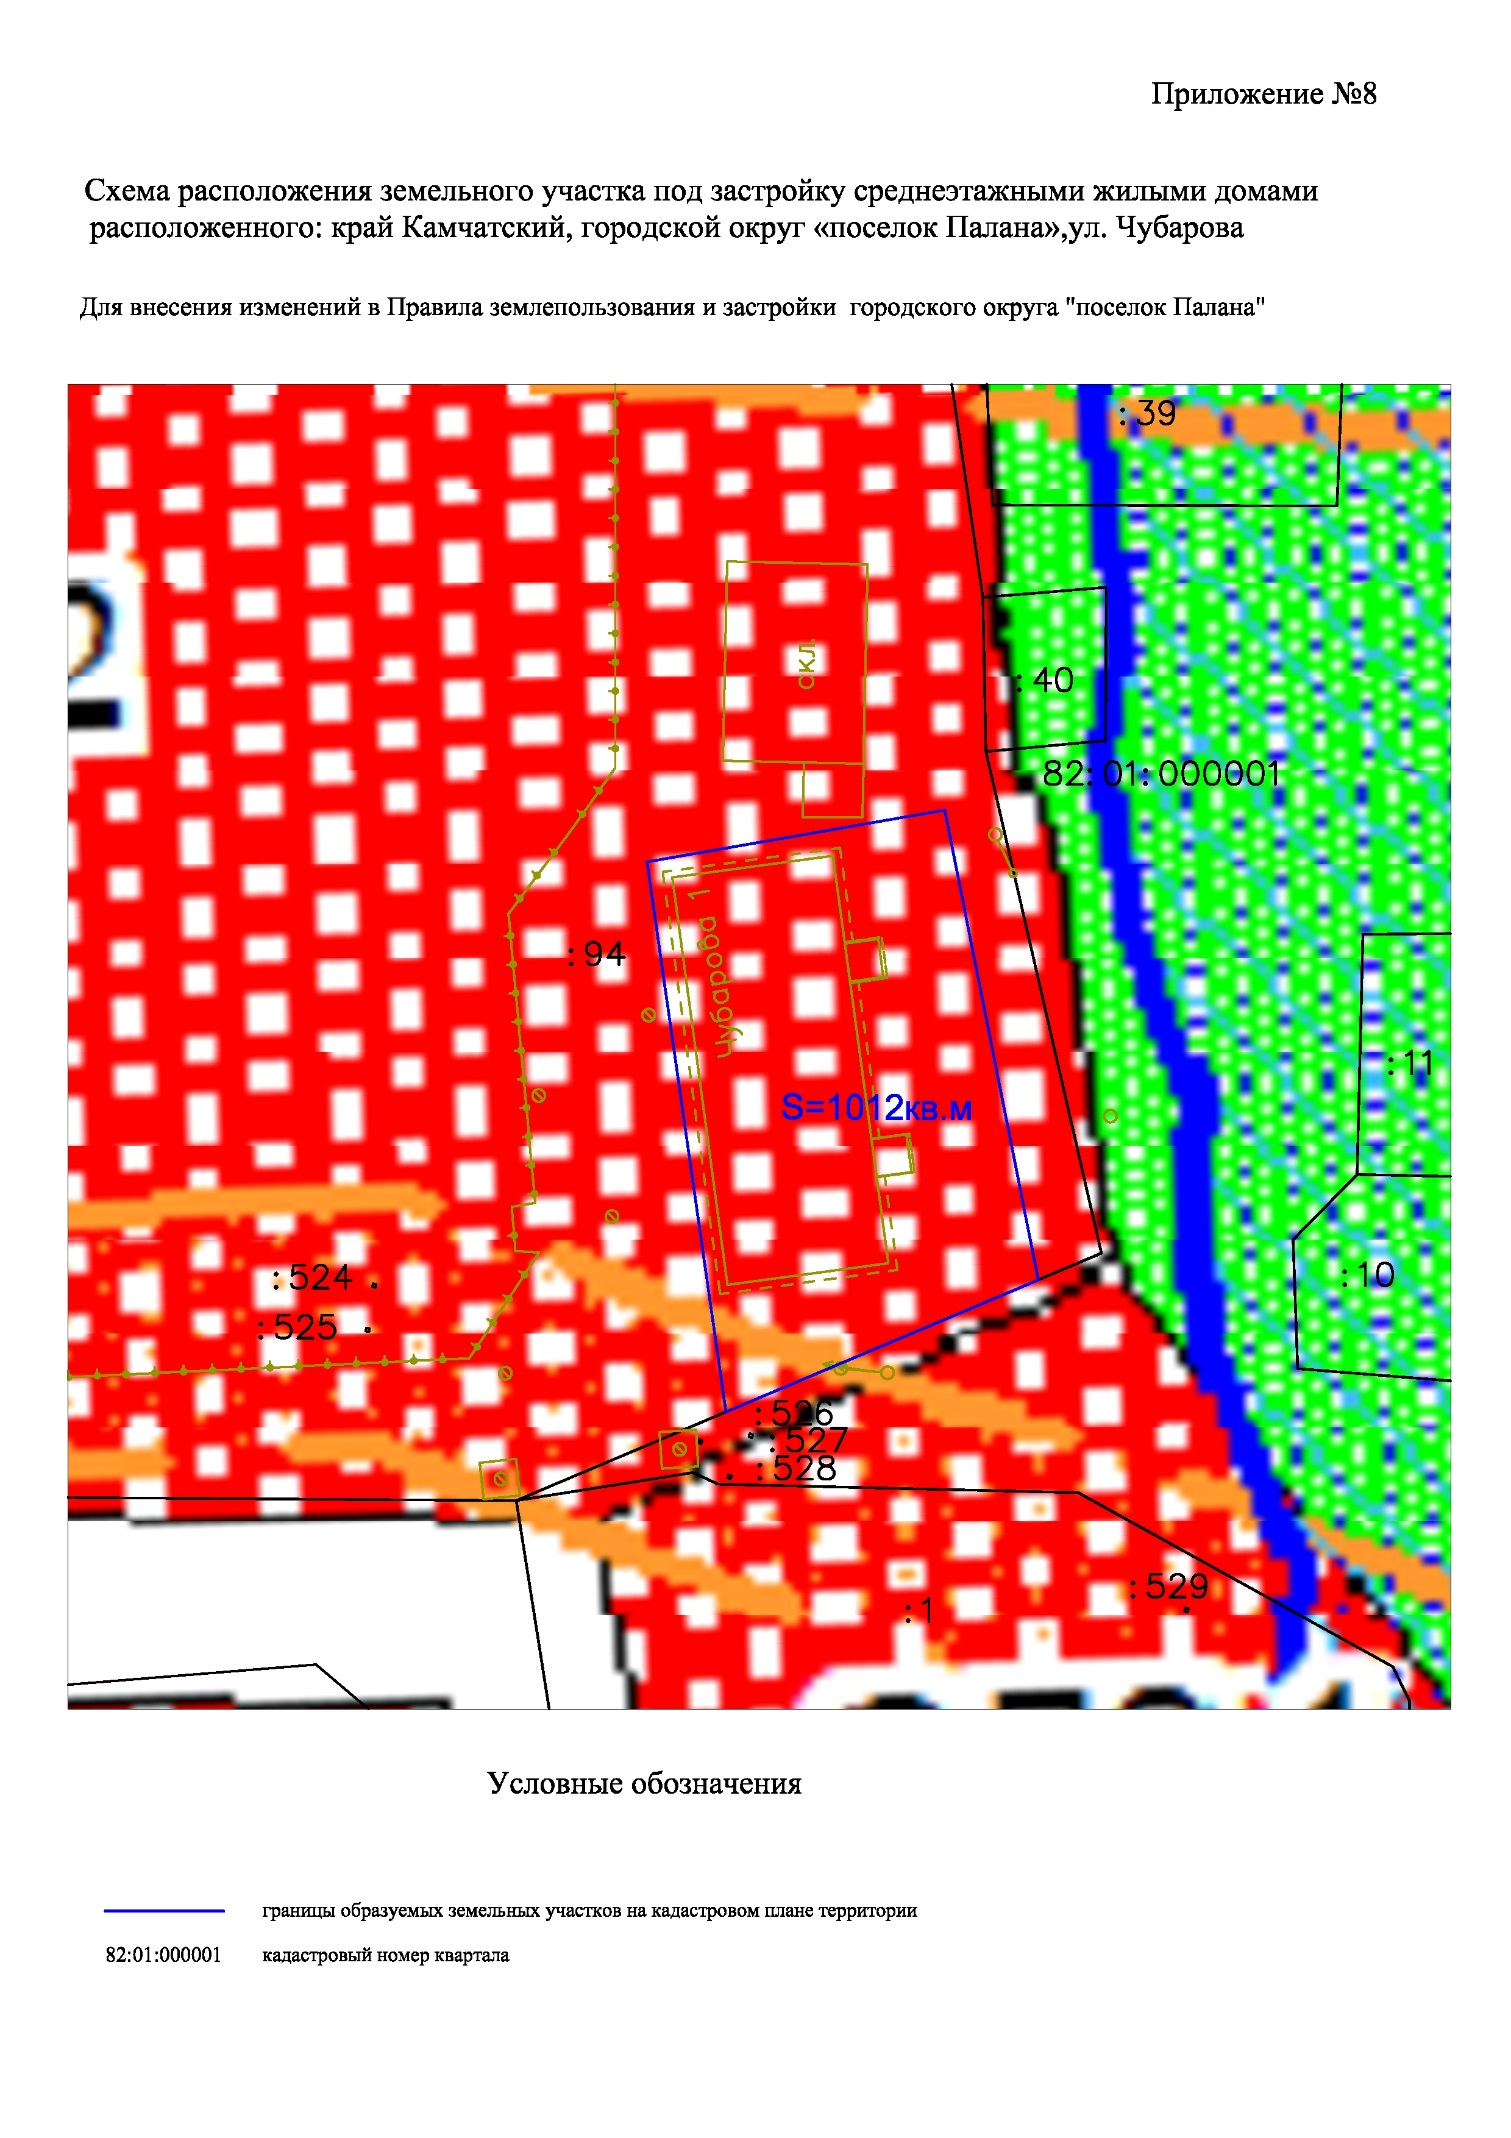 Приложение №8
Схема расположения земельного участка под застройку среднеэтажными жилыми домами
расположенного: край Камчатский, городской округ «поселок Палана»,ул. Чубарова
Для внесения изменений в Правила землепользования и застройки городского округа "поселок Палана"
:39
скл.
:40
82:01:000001
Чубарова 1
:94
:11
S=1012кв.м
:524
:10
:525
:526
:527
:528
:529
:1
Условные обозначения
границы образуемых земельных участков на кадастровом плане территории
82:01:000001 кадастровый номер квартала